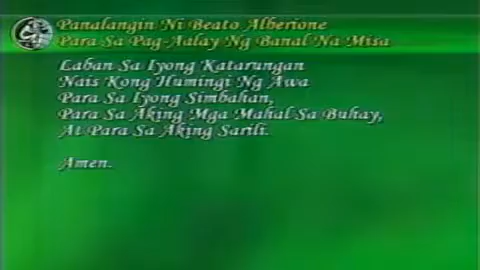 Panalangin Ni Beato Alberione
Para Sa Pag-Aalay Ng Banal Na Misa
Laban Sa Iyong Katarungan
Nais Kong Humingi Ng Awa
Para Sa Iyong Simbahan,
Para Sa Aking Mga Mahal Sa Buhay,
At Para Sa Aking Sarili.
Amen.